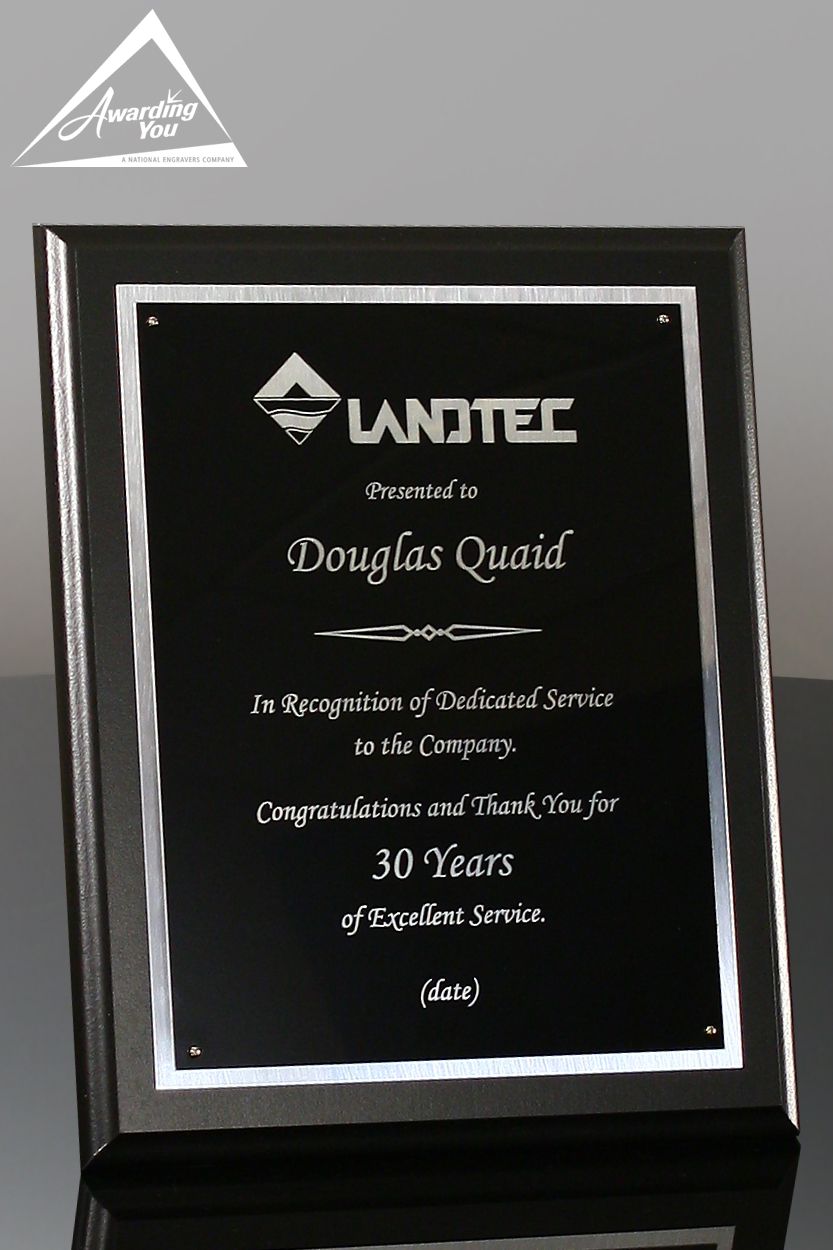 Awarding
You
A NATIONAL ENGRAVERS COMPANY
LANDTEC
Presented to
Douglas Quaid
In Recognition of Dedicated Service
to the Company.
Congratulations and Thank You for
30 Years
of Excellent Service.
(date)